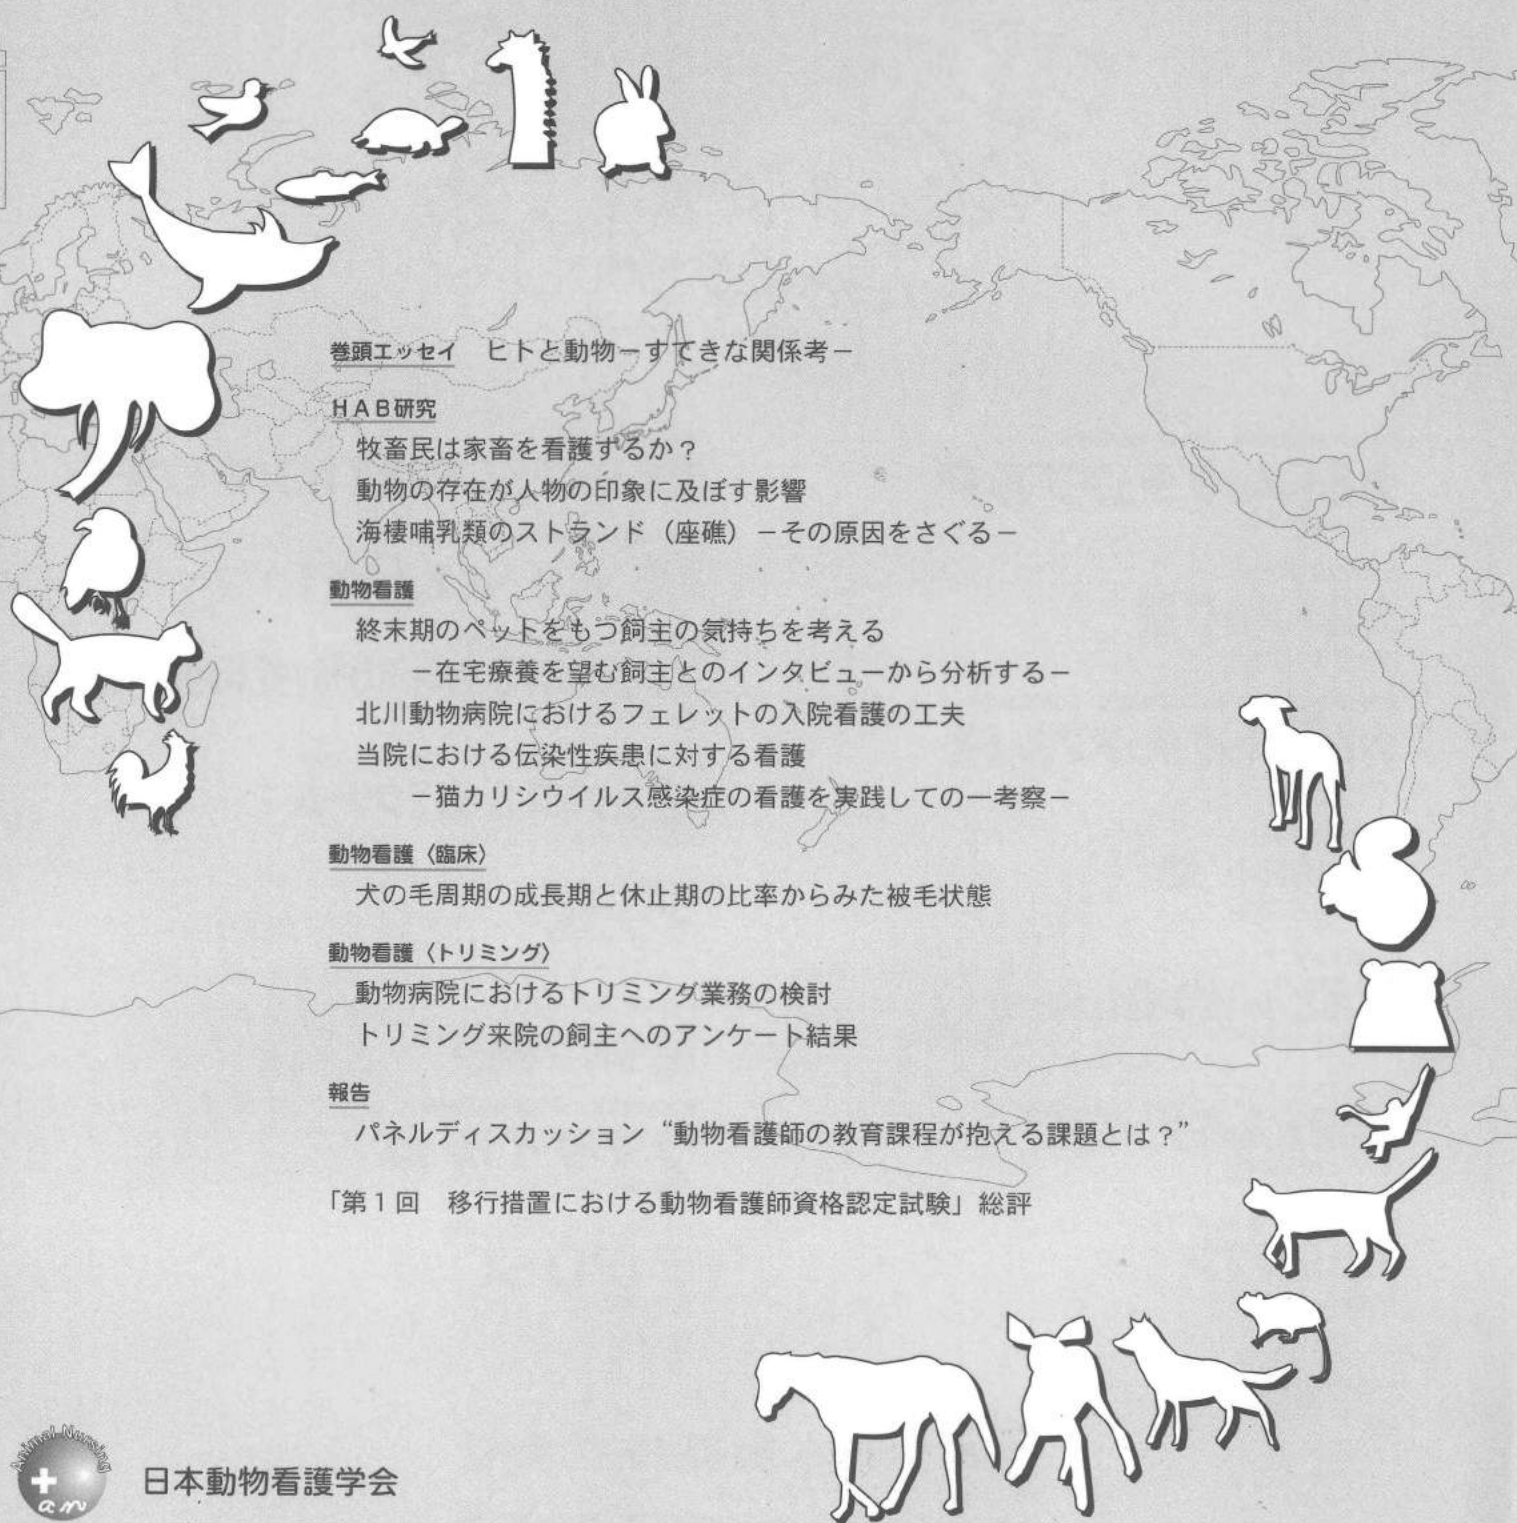 巻頭エッセイ　ヒトと動物－すてきな関係考－
ＨＡＢ研究
牧畜民は家畜を看護するか？
動物の存在が人物の印象に及ぼす影響
海棲哺乳類のストランド（座礁）－その原因をさぐる－
動物看護
終末期のペットをもつ飼主の気持ちを考える
－在宅療養を望む飼主とのインタビューから分析する－
北川動物病院におけるフェレットの入院看護の工夫
当院における伝染性疾患に対する看護
－猫カリシウイルス感染症の看護を実践しての一考察－
動物看護〈臨床〉
犬の毛周期の成長期と休止期の比率からみた被毛状態
動物看護〈トリミング〉
動物病院におけるトリミング業務の検討
トリミング来院の飼主へのアンケート結果
報告
パネルディスカッション“動物看護師の教育課程が抱える課題とは？”
「第１回　移行措置における動物看護師資格認定試験」総評
Animal Nursing
an
日本動物看護学会